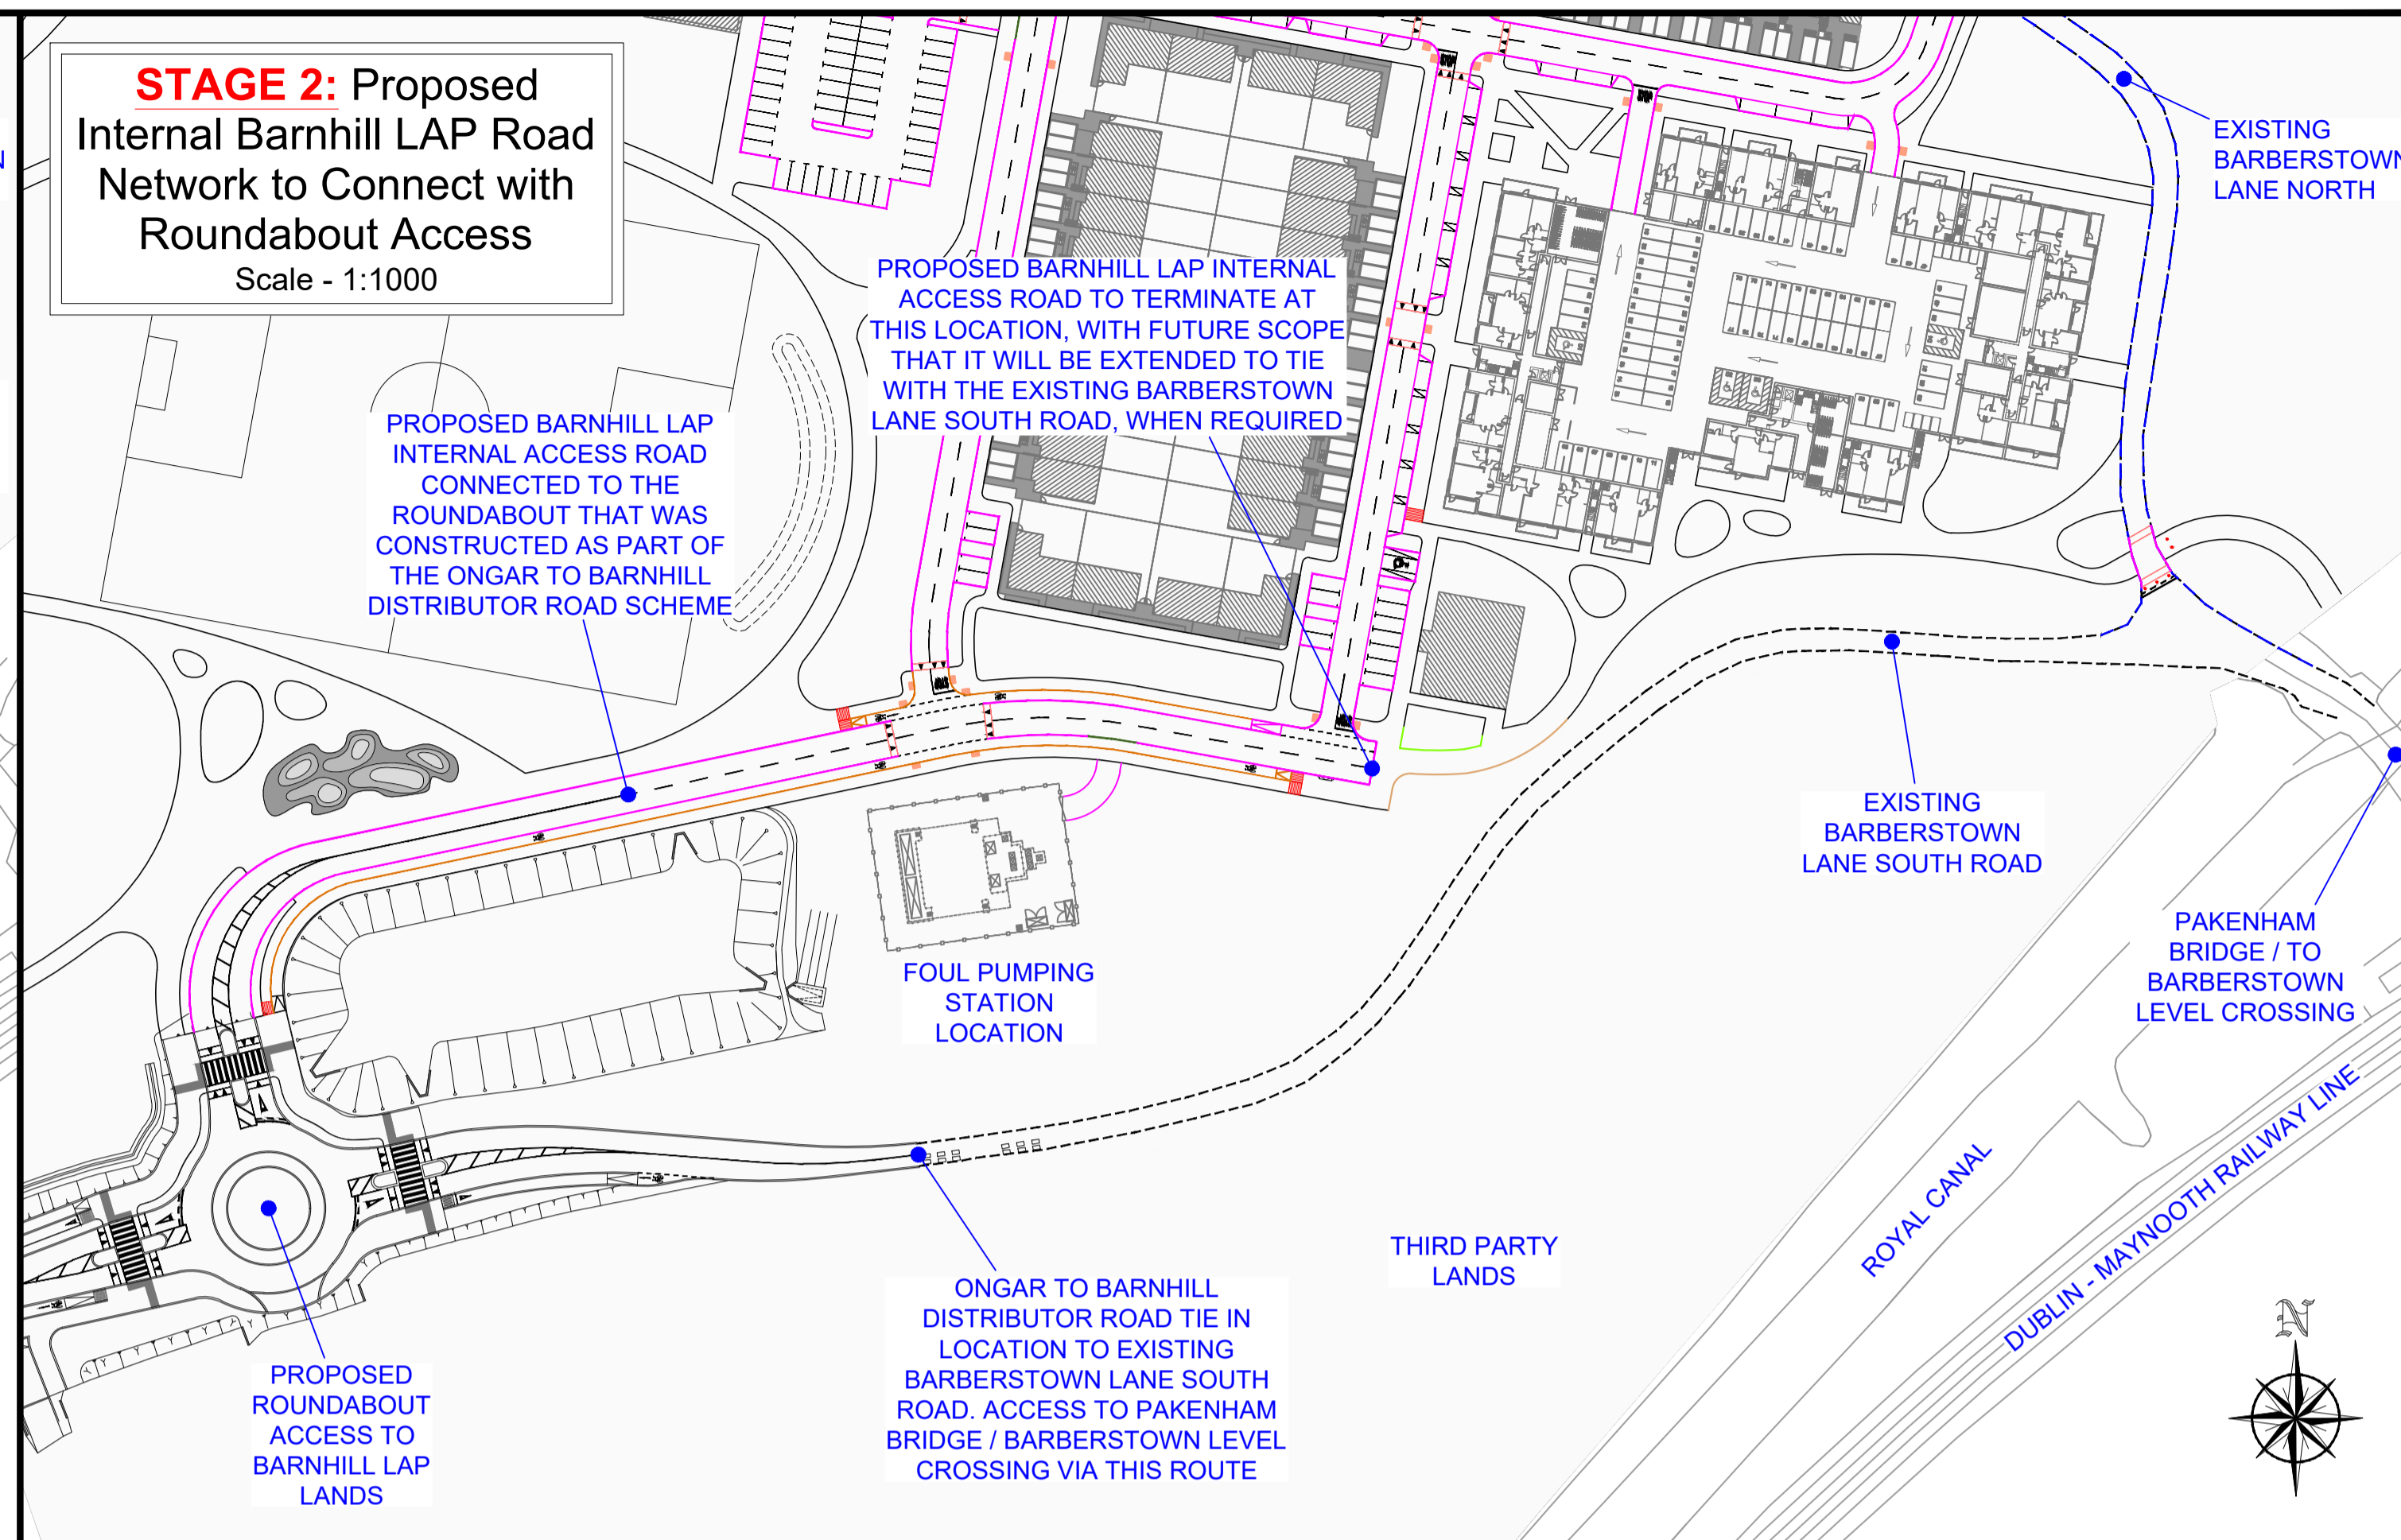 STAGE 2: Proposed
Internal Barnhill LAP Road
Network to Connect with
Roundabout Access
Scale - 1:1000
EXISTING
BARBERSTOWN
LANE NORTH
PROPOSED BARNHILL LAP INTERNAL
ACCESS ROAD TO TERMINATE AT
THIS LOCATION, WITH FUTURE SCOPE
THAT IT WILL BE EXTENDED TO TIE
WITH THE EXISTING BARBERSTOWN
LANE SOUTH ROAD, WHEN REQUIRED
PROPOSED BARNHILL LAP
INTERNAL ACCESS ROAD
CONNECTED TO THE
ROUNDABOUT THAT WAS
CONSTRUCTED AS PART OF
THE ONGAR TO BARNHILL
DISTRIBUTOR ROAD SCHEME
EXISTING
BARBERSTOWN
LANE SOUTH ROAD
PAKENHAM
BRIDGE / TO
BARBERSTOWN
LEVEL CROSSING
FOUL PUMPING
STATION
LOCATION
ROYAL CANAL
DUBLIN - MAYNOOTH RAILWAY LINE
THIRD PARTY
LANDS
ONGAR TO BARNHILL
DISTRIBUTOR ROAD TIE IN
LOCATION TO EXISTING
BARBERSTOWN LANE SOUTH
ROAD. ACCESS TO PAKENHAM
BRIDGE / BARBERSTOWN LEVEL
CROSSING VIA THIS ROUTE
PROPOSED
ROUNDABOUT
ACCESS TO
BARNHILL LAP
LANDS
N